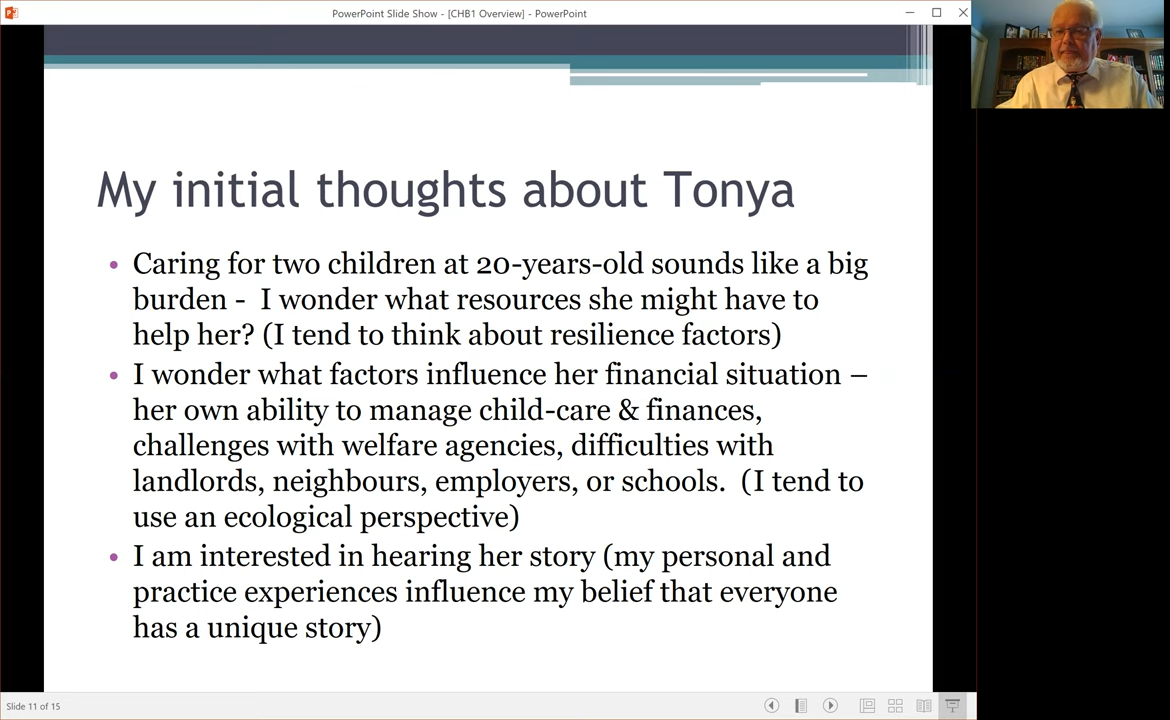 PowerPoint Slide Show - [CHB1 Overview] - PowerPoint
My initial thoughts about Tonya
• Caring for two children at 20-years-old sounds like a big
burden - I wonder what resources she might have to
help her? (I tend to think about resilience factors)
• I wonder what factors influence her financial situation –
her own ability to manage child-care & finances,
challenges with welfare agencies, difficulties with
landlords, neighbours, employers, or schools. (I tend to
use an ecological perspective)
• I am interested in hearing her story (my personal and
practice experiences influence my belief that everyone
has a unique story)
Slide 11 of 15